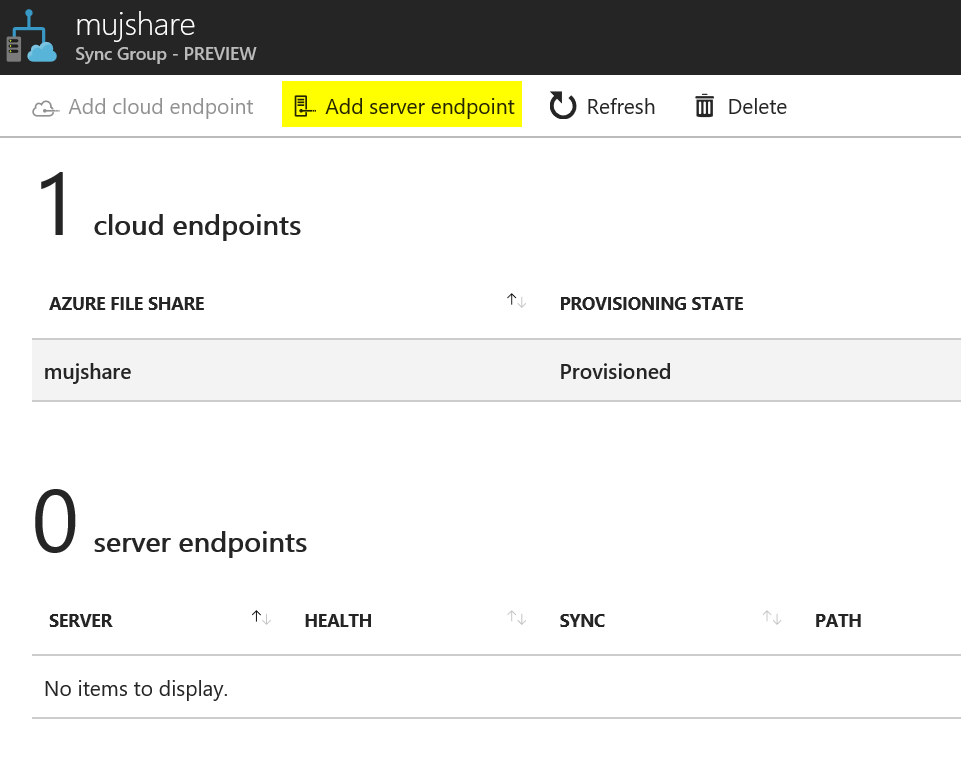 mujshare
Sync Group - PREVIEW
Add cloud endpoint Add server endpoint Refresh Delete
1 cloud endpoints
AZURE FILE SHARE PROVISIONING STATE
mujshare Provisioned
0 server endpoints
SERVER HEALTH SYNC PATH
No items to display.